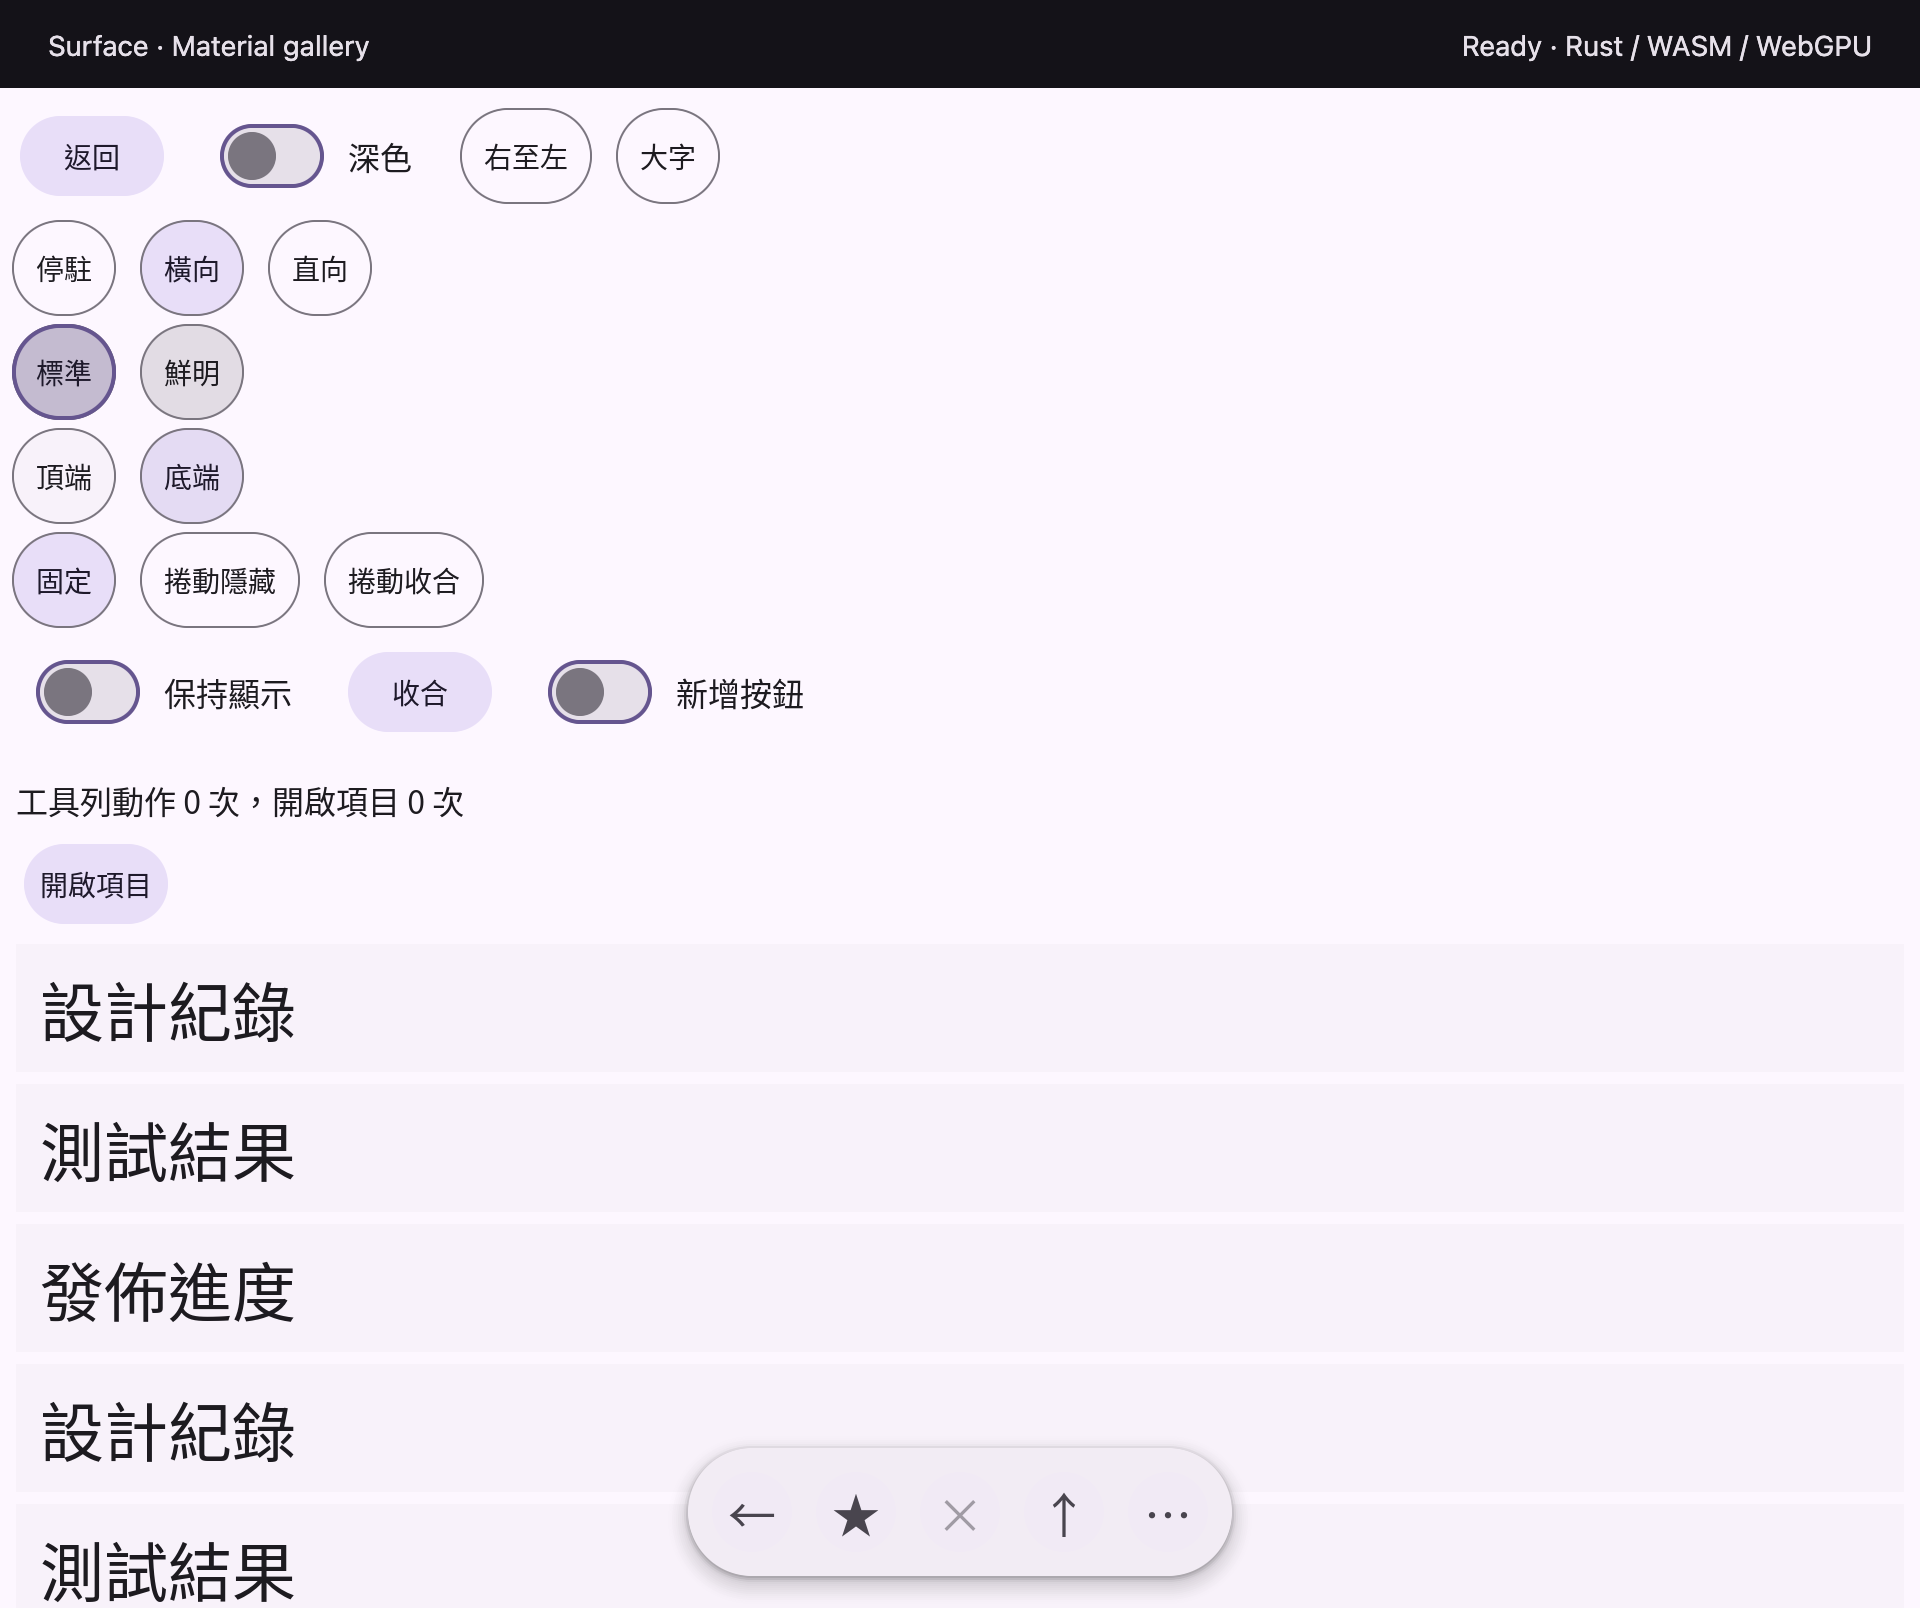 Surface · Material gallery
Ready · Rust / WASM / WebGPU
返回 深色 右至左 大字
停駐 橫向 直向
標準 鮮明
頂端 底端
固定 捲動隱藏 捲動收合
保持顯示 收合 新增按鈕
工具列動作 0 次，開啟項目 0 次
開啟項目
設計紀錄
測試結果
發佈進度
設計紀錄
測試結果